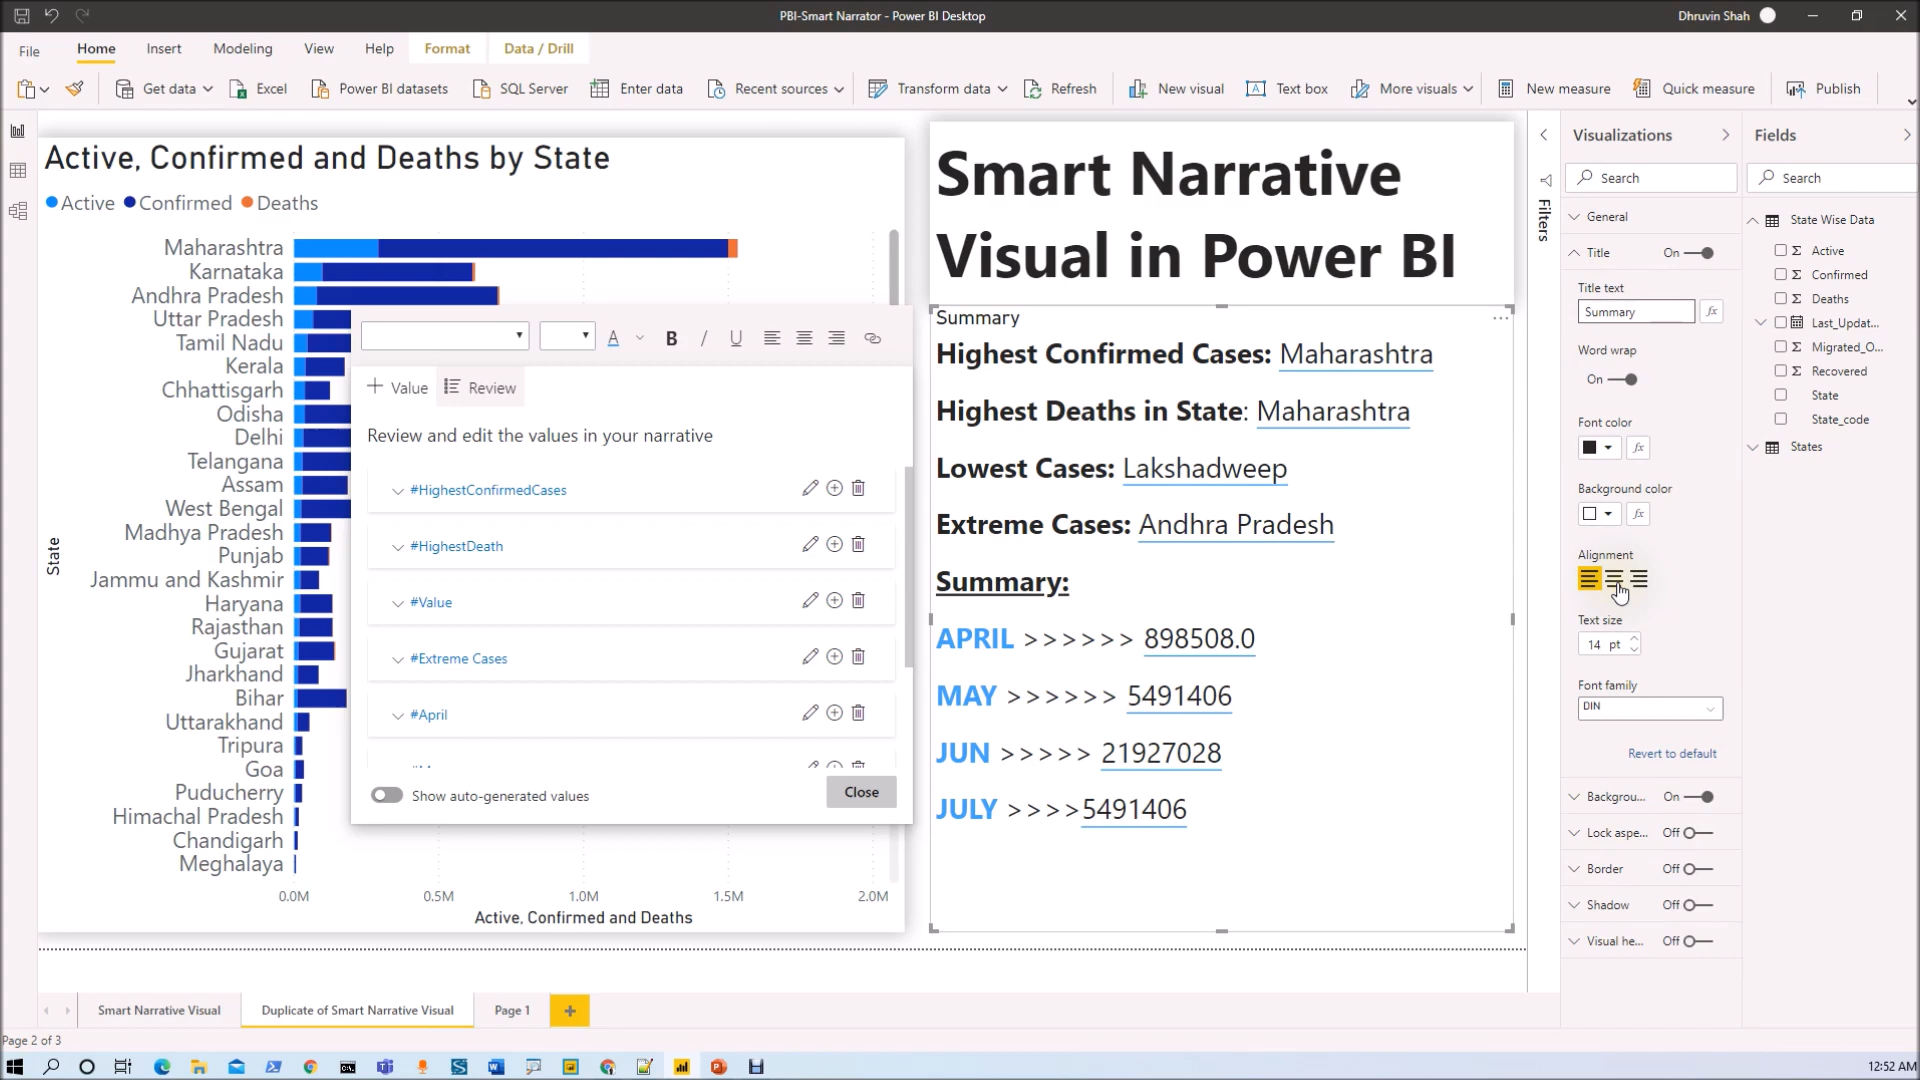 PBI-Smart Narrator - Power BI Desktop
Dhruvin Shah
File
Home
Insert
Modeling
View
Help
Format
Data / Drill
Get data
Excel
Power BI datasets
SQL Server
Enter data
Recent sources
Transform data
Refresh
New visual
Text box
More visuals
New measure
Quick measure
Publish
Active, Confirmed and Deaths by State
Active
Confirmed
Deaths
State
Maharashtra
Karnataka
Andhra Pradesh
Uttar Pradesh
Tamil Nadu
Kerala
Chhattisgarh
Odisha
Delhi
Telangana
Assam
West Bengal
Madhya Pradesh
Punjab
Jammu and Kashmir
Haryana
Rajasthan
Gujarat
Jharkhand
Bihar
Uttarakhand
Tripura
Goa
Puducherry
Himachal Pradesh
Chandigarh
Meghalaya
0.0M
0.5M
1.0M
1.5M
2.0M
Active, Confirmed and Deaths
A
B
/
U
+ Value
Review
Review and edit the values in your narrative
#HighestConfirmedCases
#HighestDeath
#Value
#Extreme Cases
#April
Show auto-generated values
Close
Smart Narrative
Visual in Power BI
Summary
...
Highest Confirmed Cases: Maharashtra
Highest Deaths in State: Maharashtra
Lowest Cases: Lakshadweep
Extreme Cases: Andhra Pradesh
Summary:
APRIL >>>>>> 898508.0
MAY >>>>>> 5491406
JUN >>>>> 21927028
JULY >>>>5491406
Filters
Visualizations
Search
General
Title
On
Title text
Summary
fx
Word wrap
On
Font color
fx
Background color
fx
Alignment
Text size
14 pt
Font family
DIN
Revert to default
Backgrou... On
Lock aspe... Off
Border Off
Shadow Off
Visual he... Off
Fields
Search
State Wise Data
Σ Active
Σ Confirmed
Σ Deaths
Last_Updat...
Σ Migrated_O...
Σ Recovered
State
State_code
States
Smart Narrative Visual
Duplicate of Smart Narrative Visual
Page 1
+
Page 2 of 3
12:52 AM